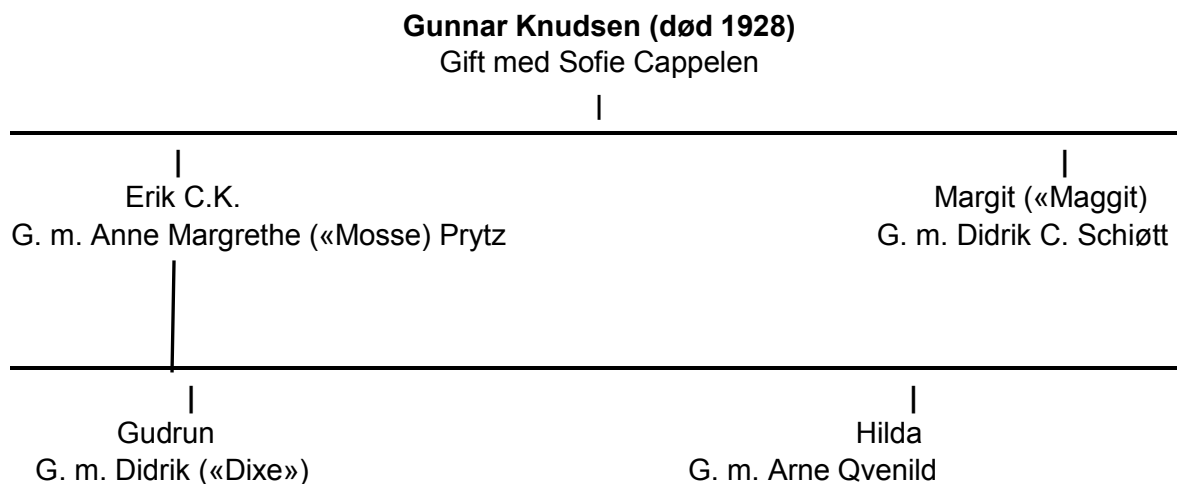 Gunnar Knudsen (død 1928)
Gift med Sofie Cappelen
Erik C.K.
Margit («Maggit)
G. m. Anne Margrethe («Mosse) Prytz
G. m. Didrik C. Schiøtt
Gudrun
Hilda
G. m. Didrik («Dixe»)
G. m. Arne Qvenild